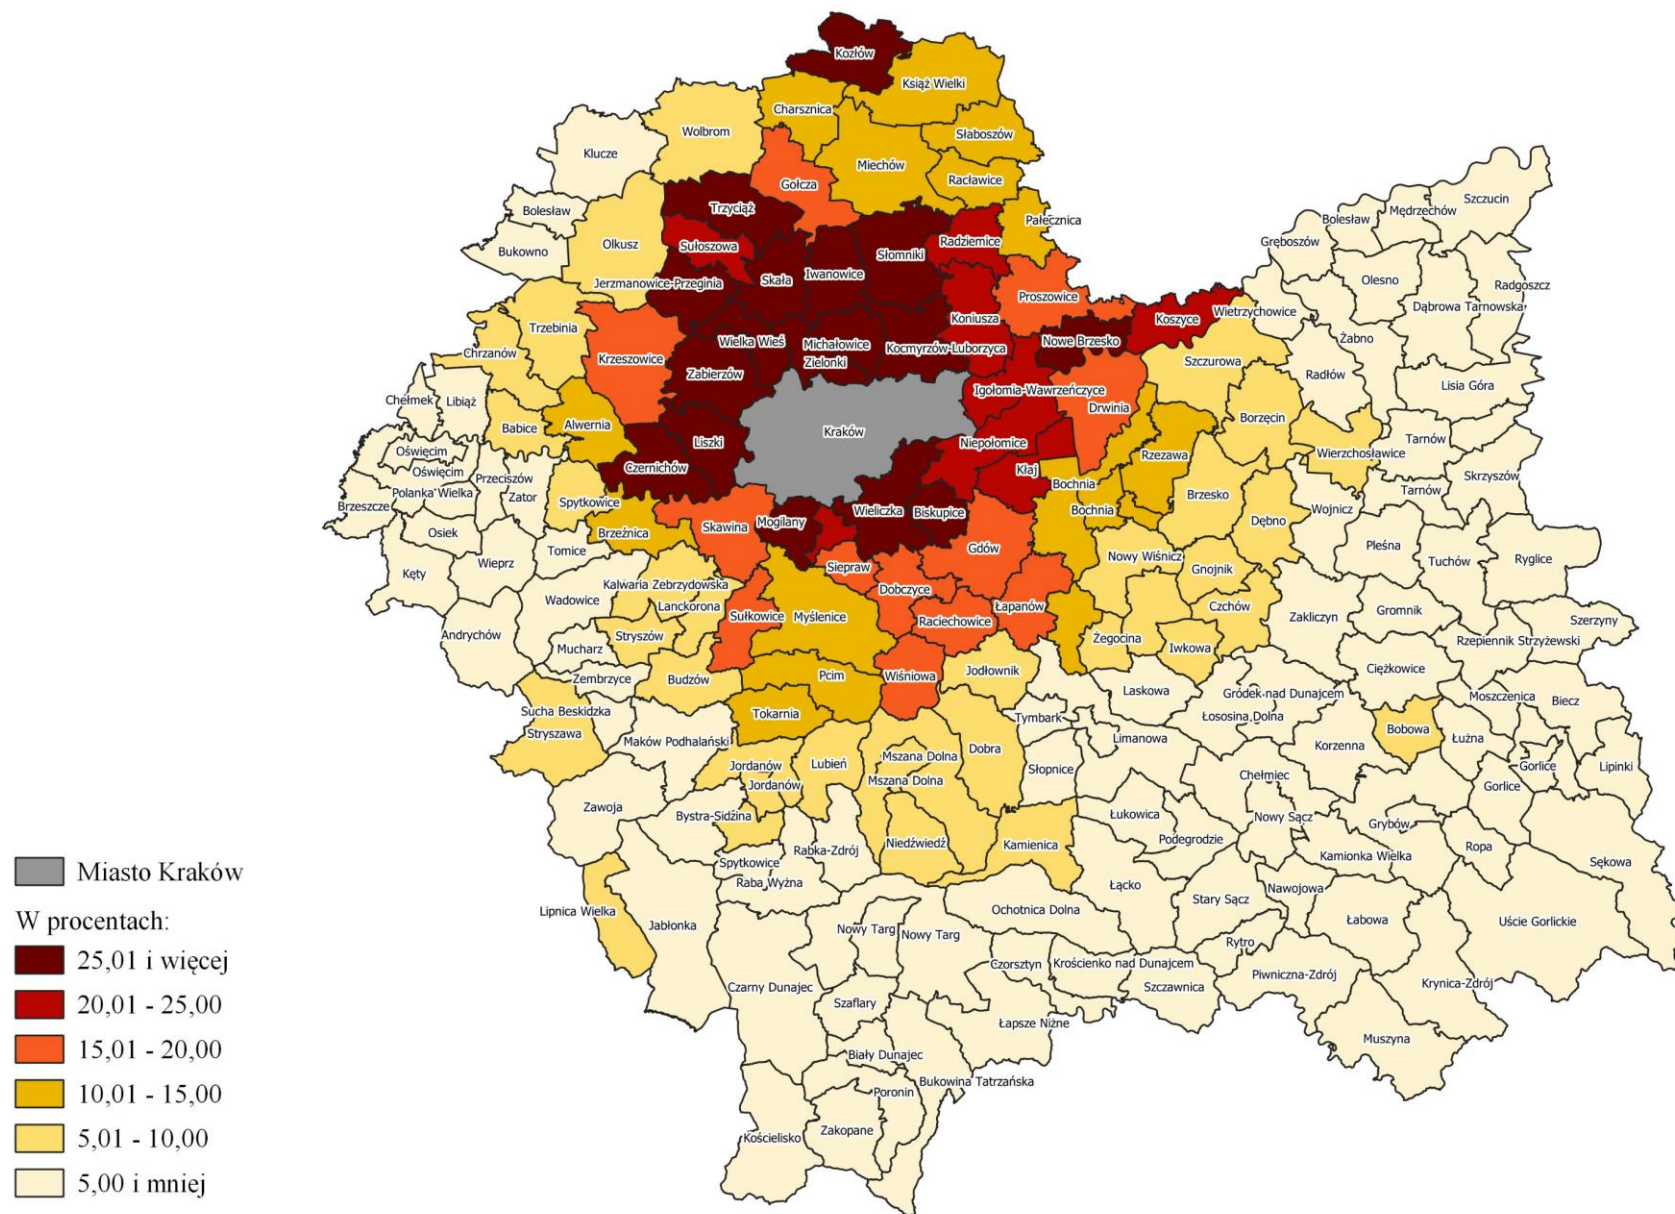 Kozłów
Książ Wielki
Charsznica
Słaboszów
Wolbrom
Klucze
Miechów
Racławice
Gołcza
Szczucin
Trzyciąż
Mędrzechów
Bolesław
Bolesław
Pałecznica
Gręboszów
Olkusz
Sułoszowa
Radziemice
Bukowno
Słomniki
Iwanowice
Skała
Olesno
Radgoszcz
Jerzmanowice-Przeginia
Proszowice
Dąbrowa Tarnowska
Wietrzychowice
Koszyce
Koniusza
Trzebinia
Żabno
Wielka Wieś
Michałowice
Nowe Brzesko
Kocmyrzów-Luborzyca
Chrzanów
Krzeszowice
Zielonki
Szczurowa
Zabierzów
Radłów
Lisia Góra
Igołomia-Wawrzeńczyce
Chełmek
Libiąż
Drwinia
Borzęcin
Alwernia
Babice
Kraków
Liszki
Niepołomice
Tarnów
Oświęcim
Rzezawa
Wierzchosławice
Czernichów
Kłaj
Oświęcim
Przeciszów
Skrzyszów
Bochnia
Polanka Wielka
Tarnów
Zator
Spytkowice
Brzesko
Brzeszcze
Bochnia
Wojnicz
Wieliczka
Biskupice
Mogilany
Dębno
Skawina
Osiek
Brzeźnica
Pleśna
Gdów
Tomice
Nowy Wiśnicz
Tuchów
Ryglice
Wieprz
Siepraw
Gnojnik
Kęty
Kalwaria Zebrzydowska
Dobczyce
Wadowice
Lanckorona
Czchów
Łapanów
Gromnik
Sułkowice
Myślenice
Zakliczyn
Raciechowice
Szerzyny
Andrychów
Stryszów
Żegocina
Rzepiennik Strzyżewski
Mucharz
Iwkowa
Ciężkowice
Jodłownik
Pcim
Wiśniowa
Zembrzyce
Budzów
Laskowa
Gródek nad Dunajcem
Moszczenica
Biecz
Sucha Beskidzka
Tokarnia
Tymbark
Łososina Dolna
Bobowa
Stryszawa
Limanowa
Łużna
Maków Podhalański
Korzenna
Dobra
Mszana Dolna
Lubień
Jordanów
Słopnice
Gorlice
Lipinki
Chełmiec
Mszana Dolna
Jordanów
Gorlice
Zawoja
Bystra-Sidzina
Łukowica
Nowy Sącz
Grybów
Podegrodzie
Niedźwiedź
Kamienica
Ropa
Rabka-Zdrój
Kamionka Wielka
Spytkowice
Sękowa
Miasto Kraków
Raba Wyżna
Łącko
Nawojowa
Stary Sącz
Lipnica Wielka
Ochotnica Dolna
Łabowa
Uście Gorlickie
W procentach:
Jabłonka
Nowy Targ
Nowy Targ
Rytro
25,01 i więcej
Czorsztyn
Krościenko nad Dunajcem
Piwniczna-Zdrój
Czarny Dunajec
Szczawnica
Krynica-Zdrój
20,01 - 25,00
Szaflary
Łapsze Niżne
Muszyna
15,01 - 20,00
Biały Dunajec
Bukowina Tatrzańska
10,01 - 15,00
Poronin
5,01 - 10,00
Zakopane
Kościelisko
5,00 i mniej